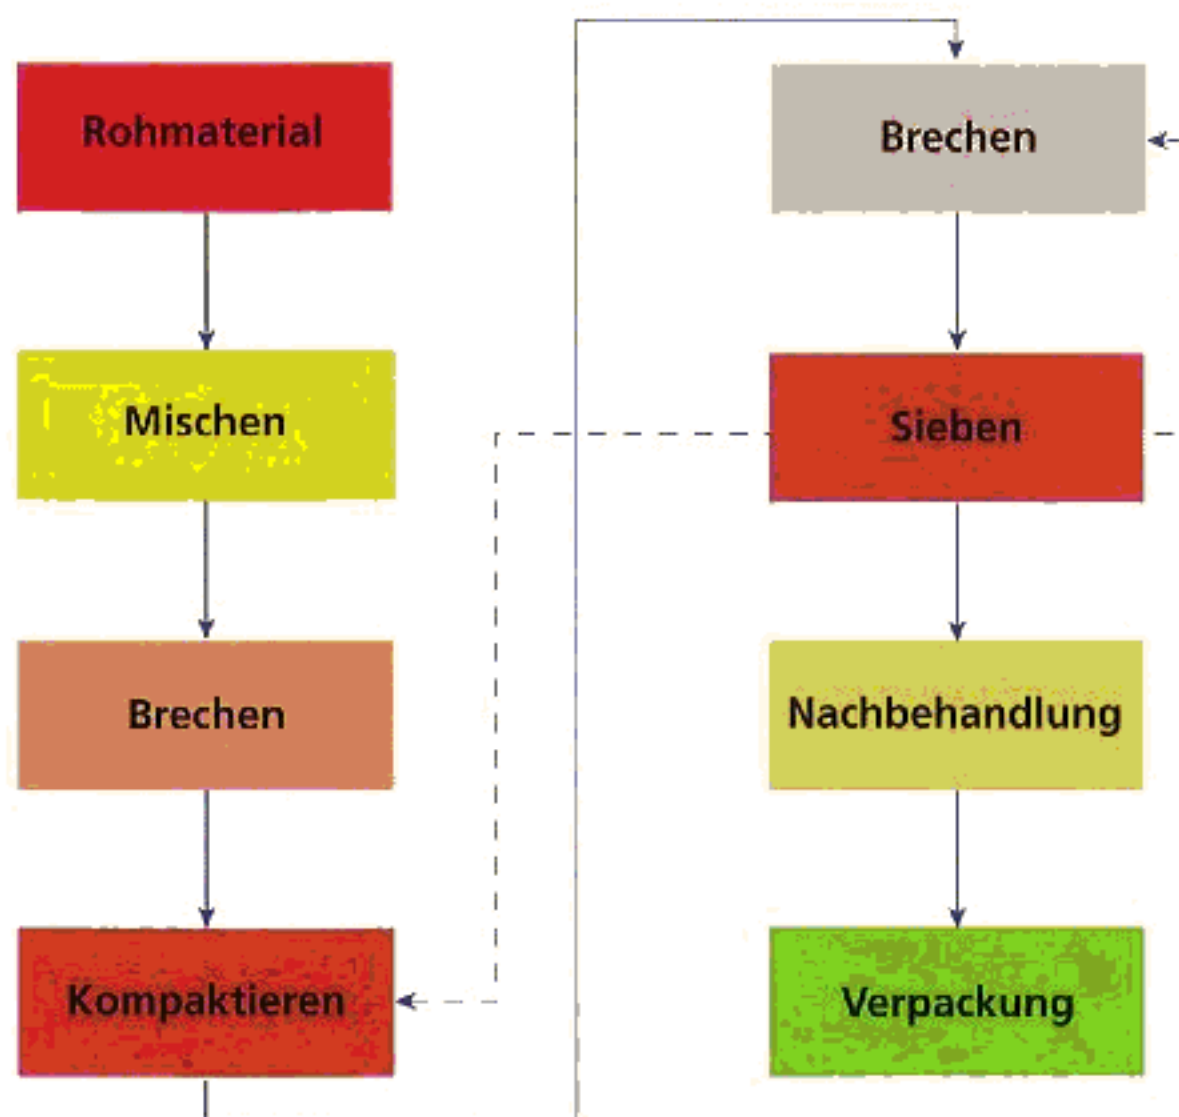 Rohmaterial
Mischen
Brechen
Kompaktieren
Brechen
Sieben
Nachbehandlung
Verpackung